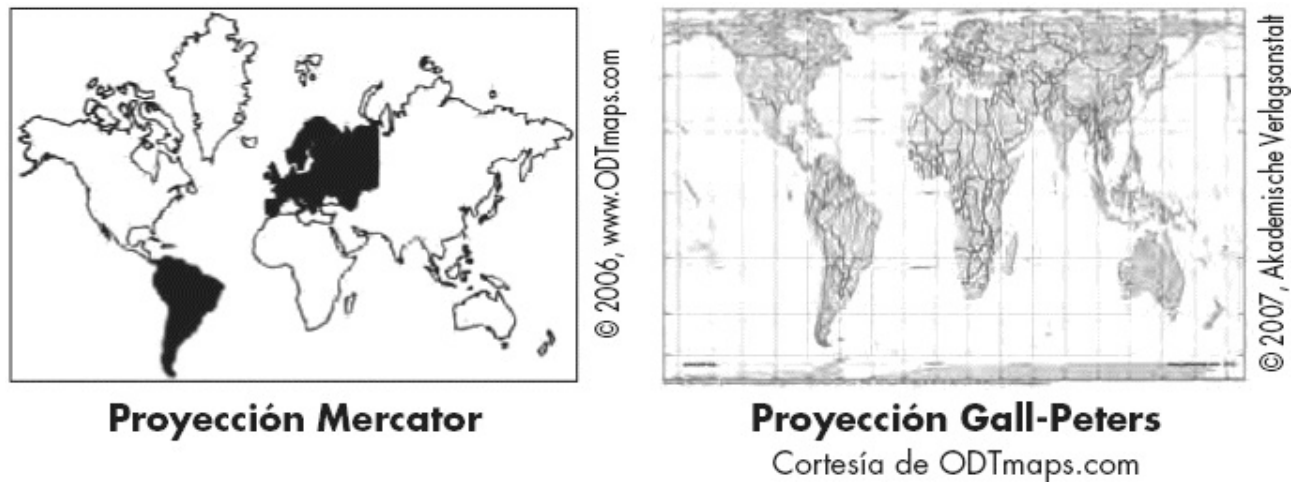 © 2006, www.ODTmaps.com
© 2007, Akademische Verlagsanstalt
Proyección Mercator
Proyección Gall-Peters
Cortesía de ODTmaps.com